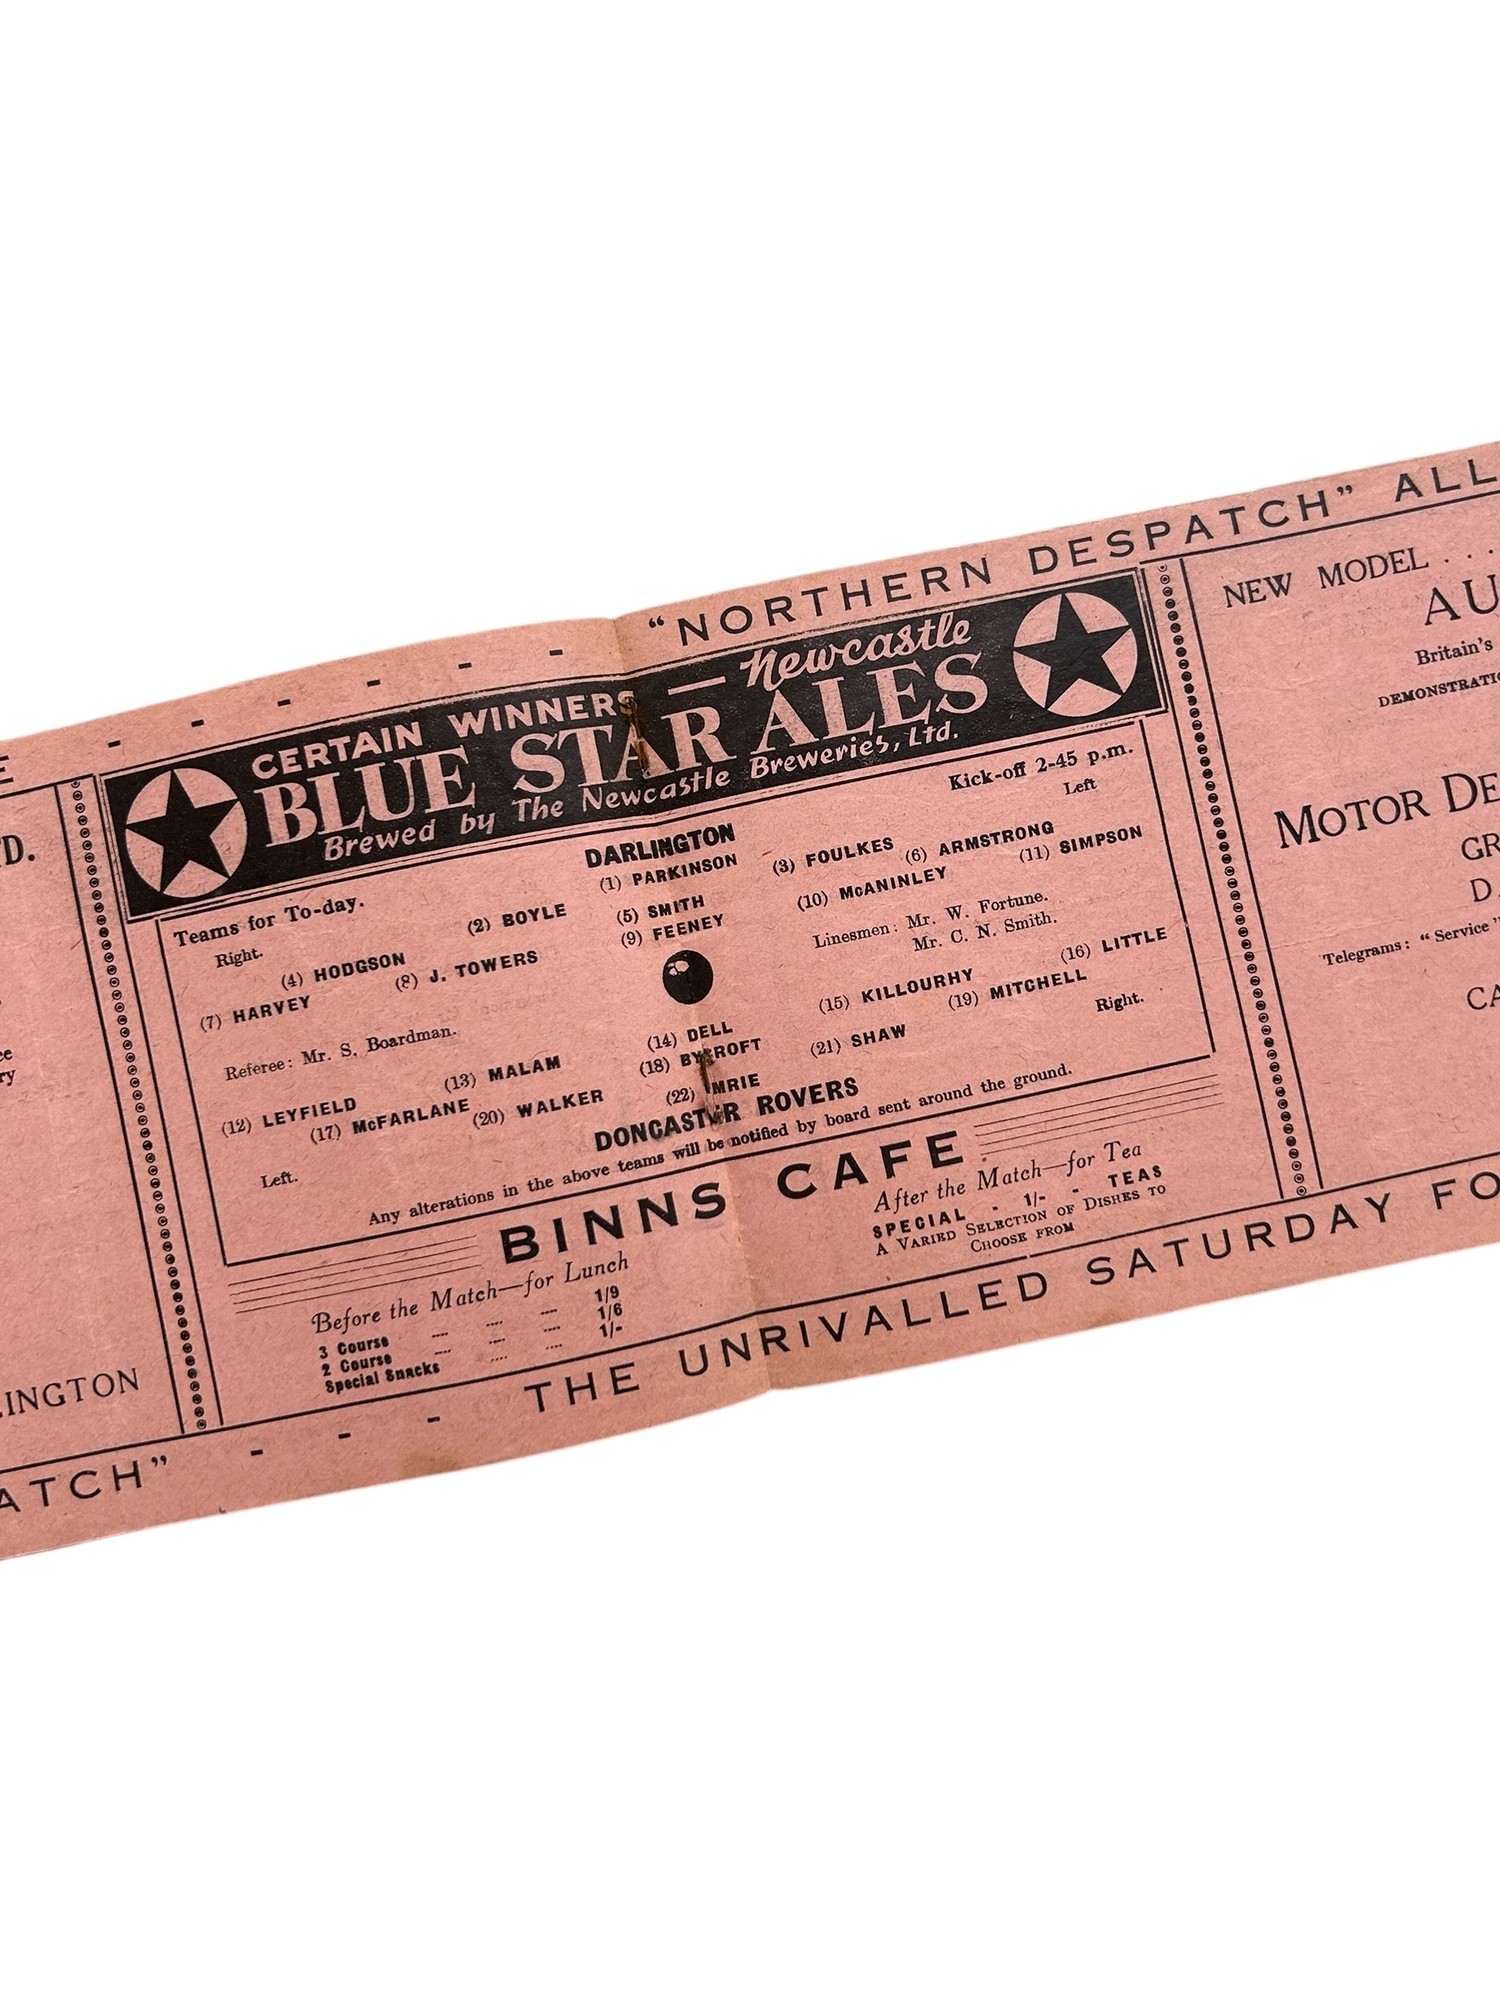 "NORTHERN DESPATCH" ALL
CERTAIN WINNERS — Newcastle
BLUE STAR ALES
Brewed by The Newcastle Breweries, Ltd.
Teams for To-day.
Kick-off 2-45 p.m.
Right.
DARLINGTON
Left
(1) PARKINSON
(2) BOYLE
(3) FOULKES
(4) HODGSON
(5) SMITH
(6) ARMSTRONG
(7) HARVEY
(8) J. TOWERS
(9) FEENEY
(10) McANINLEY
(11) SIMPSON
Referee: Mr. S. Boardman.
Linesmen: Mr. W. Fortune.
Mr. C. N. Smith.
(12) LEYFIELD
(13) MALAM
(14) DELL
(15) KILLOURHY
(16) LITTLE
(17) McFARLANE
(18) BYCROFT
(19) MITCHELL
(20) WALKER
(22) IMRIE
(21) SHAW
Left.
DONCASTER ROVERS
Right.
Any alterations in the above teams will be notified by board sent around the ground.
BINNS CAFE
Before the Match—for Lunch
3 Course .... .... .... 1/9
2 Course .... .... .... 1/6
Special Snacks .... .... 1/-
After the Match—for Tea
SPECIAL - 1/- - TEAS
A VARIED SELECTION OF DISHES TO
CHOOSE FROM
ATCH" - - - THE UNRIVALLED SATURDAY FO
E
D.
LINGTON
NEW MODEL . . .
AU
Britain's
DEMONSTRATIO
MOTOR DE
GR
D
Telegrams: "Service"
CA